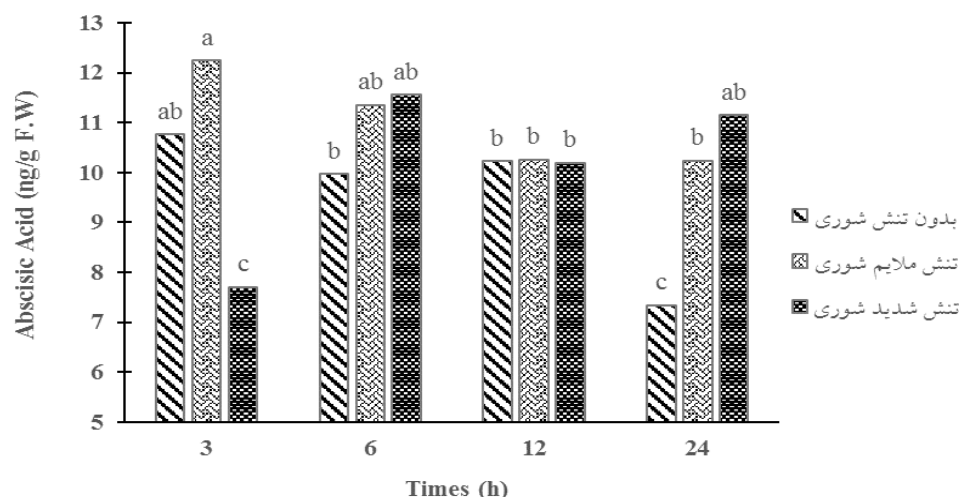 Abscisic Acid (ng/g F.W)
13
12
11
10
9
8
7
6
5
ab a c
b ab ab
b b b
c b ab
3 6 12 24
Times (h)
بدون تنش شوری
تنش ملایم شوری
تنش شدید شوری